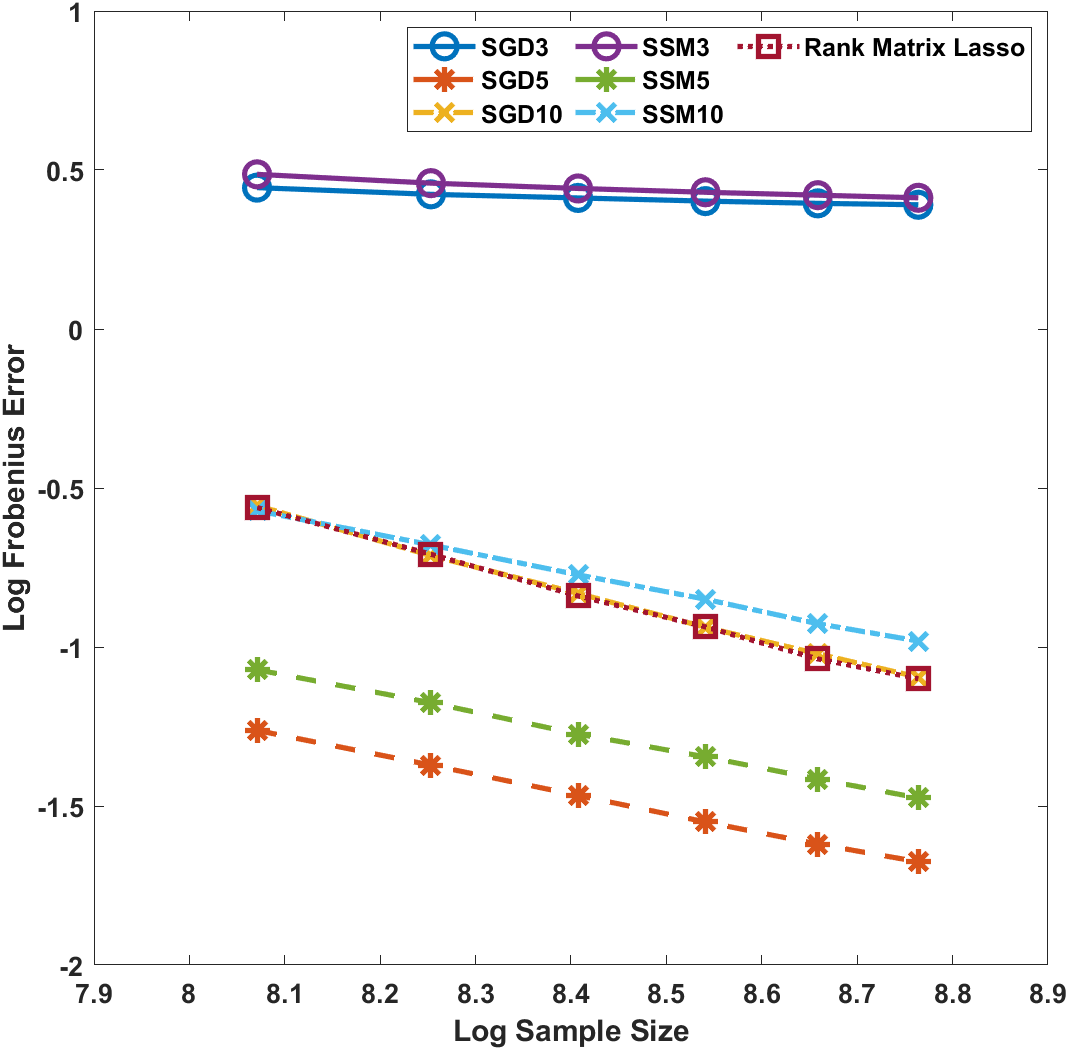 1
SGD3 SSM3 Rank Matrix Lasso
SGD5 SSM5
SGD10 SSM10
0.5
0
-0.5
-1
-1.5
-2
Log Frobenius Error
7.9 8 8.1 8.2 8.3 8.4 8.5 8.6 8.7 8.8 8.9
Log Sample Size